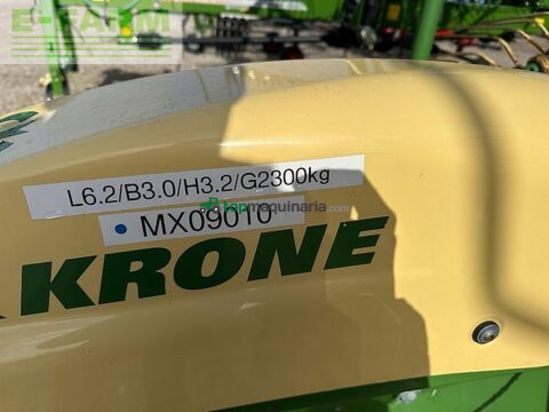 E-FARM
L6.2/B3.0/H3.2/G2300kg
topmaquinaria.com
MX09010
KRONE